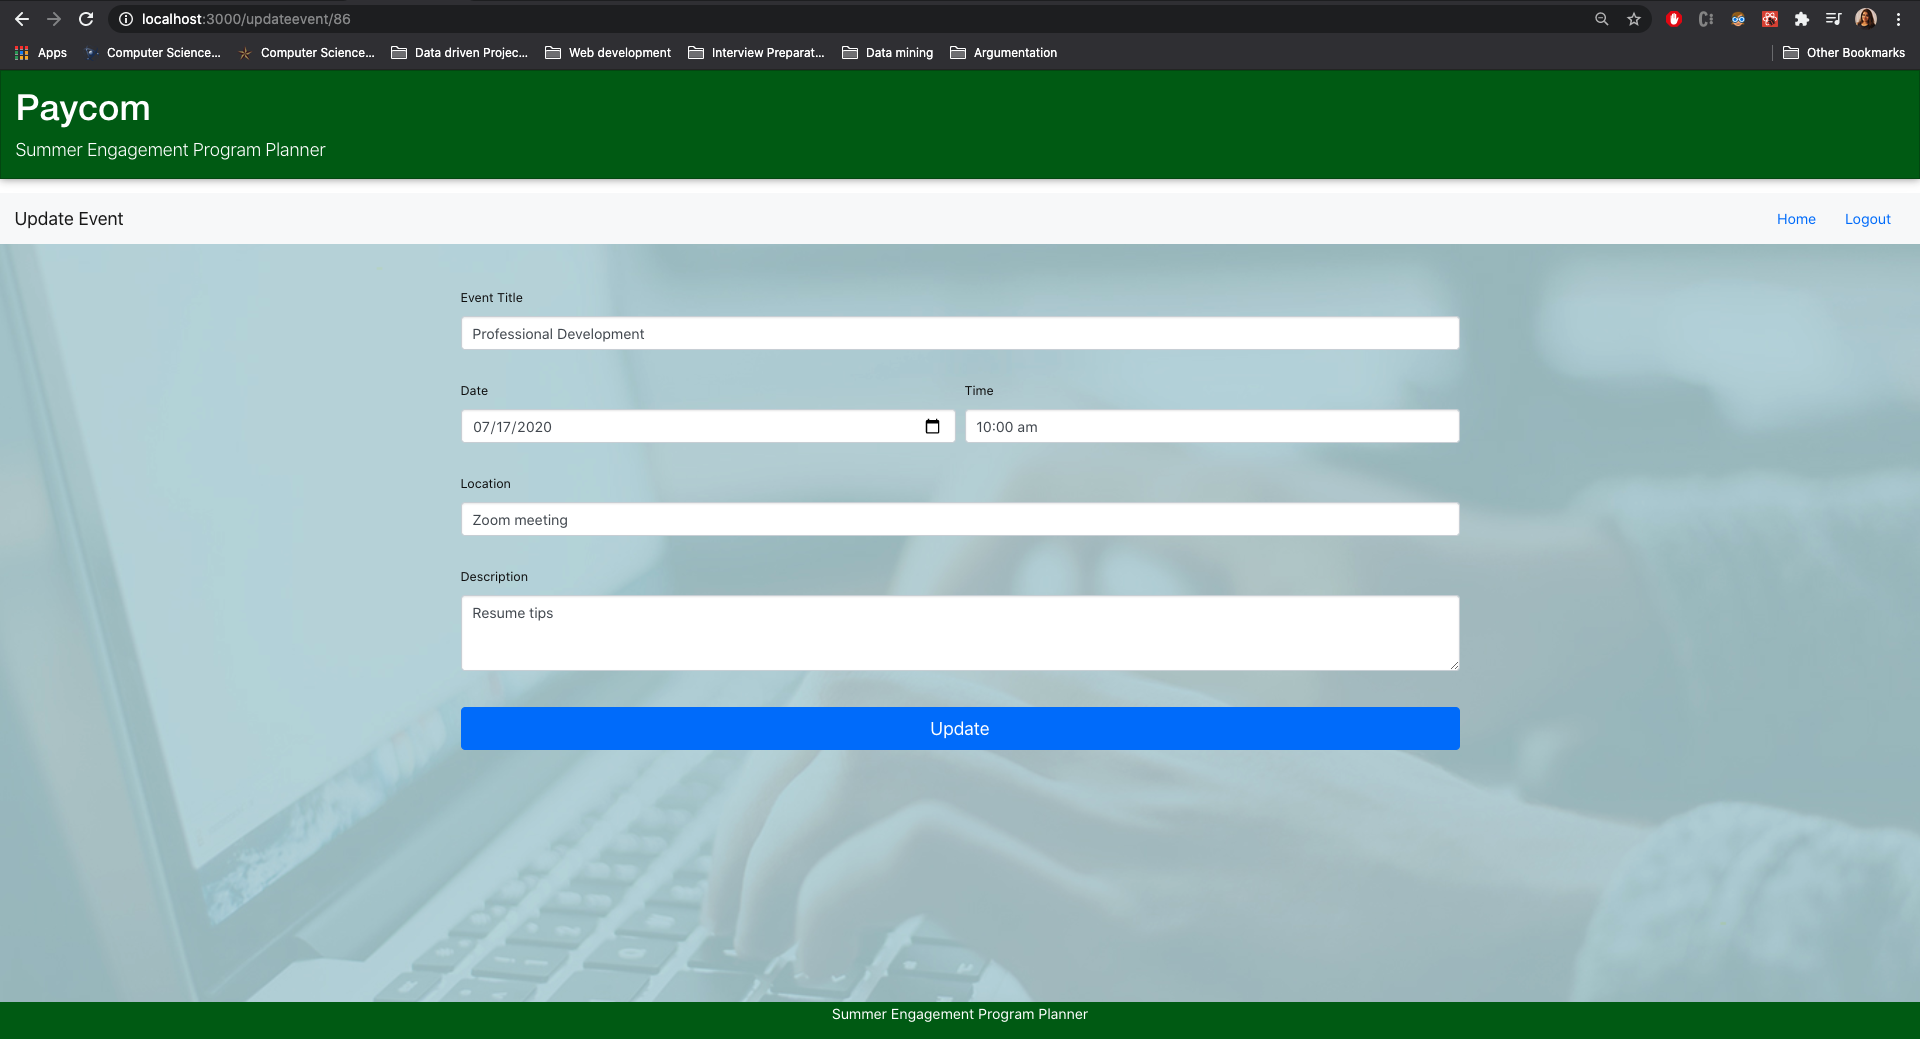 localhost:3000/updateevent/86
Apps Computer Science... Computer Science... Data driven Projec... Web development Interview Preparat... Data mining Argumentation Other Bookmarks
Paycom
Summer Engagement Program Planner
Update Event Home Logout
Event Title
Professional Development
Date Time
07/17/2020 10:00 am
Location
Zoom meeting
Description
Resume tips
Update
Summer Engagement Program Planner